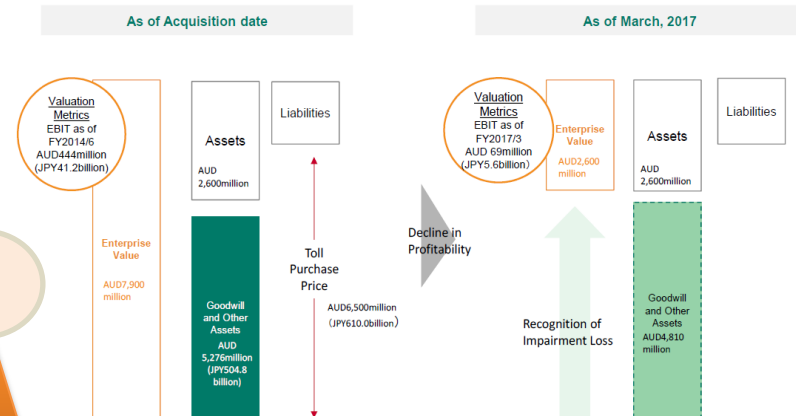 As of Acquisition date
As of March, 2017
Valuation
Metrics
EBIT as of
FY2014/6
AUD444million
(JPY41.2billion)
Assets
AUD
2,600million
Liabilities
Enterprise
Value
AUD7,900
million
Goodwill
and Other
Assets
AUD
5,276million
(JPY504.8
billion)
Toll
Purchase
Price
AUD6,500million
(JPY610.0billion)
Decline in
Profitability
Valuation
Metrics
EBIT as of
FY2017/3
AUD 69million
(JPY5.6billion)
Enterprise
Value
AUD2,600
million
Assets
AUD
2,600million
Liabilities
Recognition of
Impairment Loss
Goodwill
and Other
Assets
AUD4,810
million